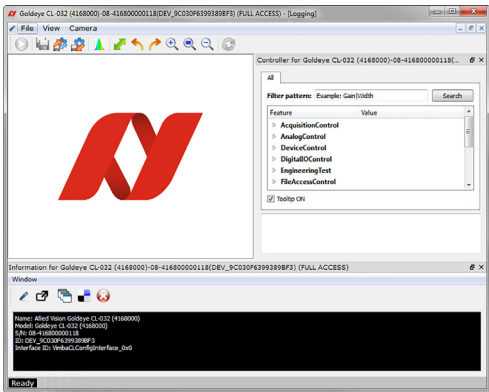 Goldeye CL-032 (4168000)-08-416800000118(DEV_9C030F6399389BF3) (FULL ACCESS) - [Logging]
File View Camera
Controller for Goldeye CL-032 (4168000)-08-416800000118(...
All
Filter pattern: Example: Gain|Width Search
Feature Value
AcquisitionControl
AnalogControl
DeviceControl
DigitalIOControl
EngineeringTest
FileAccessControl
Tooltip ON
Information for Goldeye CL-032 (4168000)-08-416800000118(DEV_9C030F6399389BF3) (FULL ACCESS)
Window
Name: Allied Vision Goldeye CL-032 (4168000)
Model: Goldeye CL-032 (4168000)
S/N: 08-416800000118
ID: DEV_9C030F6399389BF3
Interface ID: VimbaCLConfigInterface_0x0
Ready